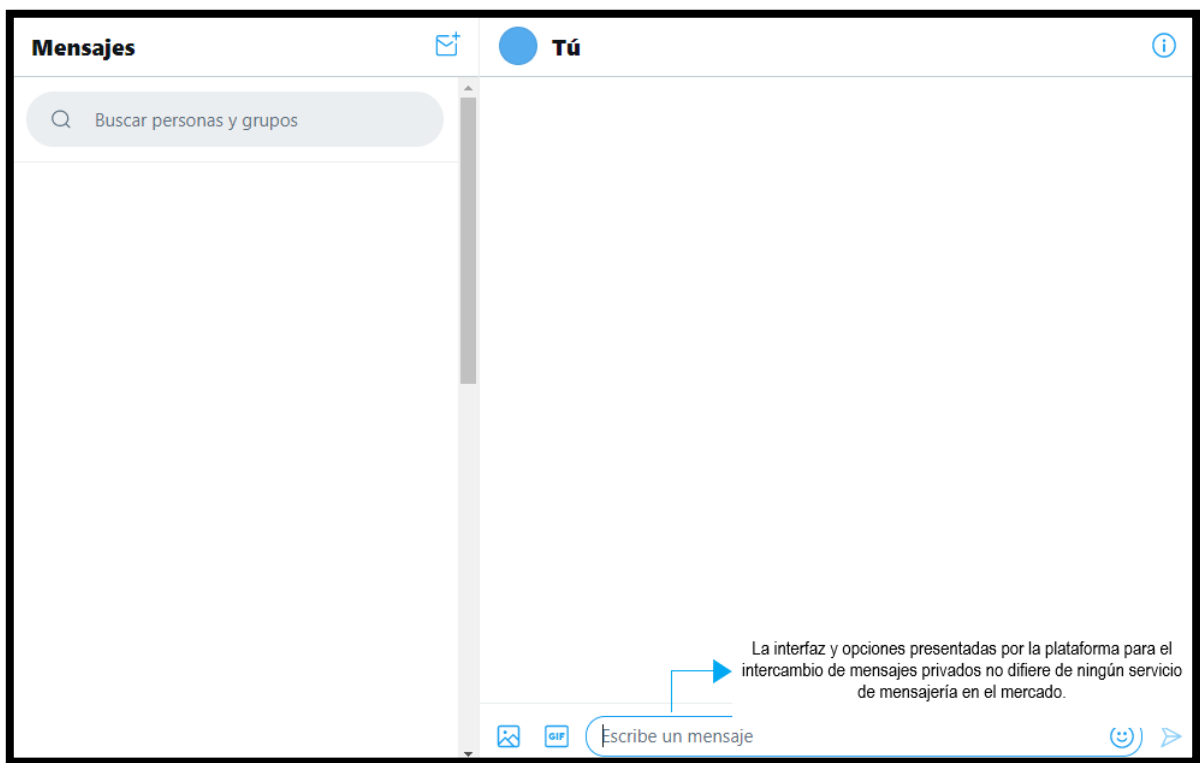 Mensajes
Tú
Buscar personas y grupos
La interfaz y opciones presentadas por la plataforma para el
intercambio de mensajes privados no difiere de ningún servicio
de mensajería en el mercado.
GIF
Escribe un mensaje